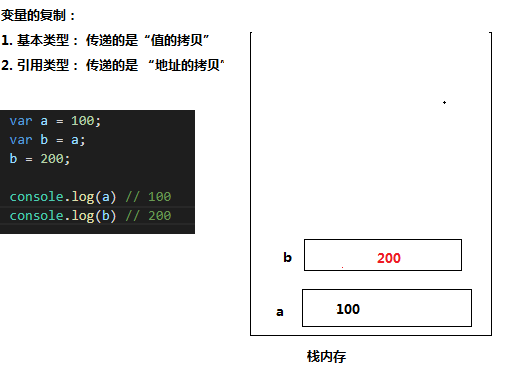 变量的复制：
1. 基本类型： 传递的是“值的拷贝”
2. 引用类型： 传递的是 “地址的拷贝”
var a = 100;
var b = a;
b = 200;
console.log(a) // 100
console.log(b) // 200
b 200
a 100
栈内存